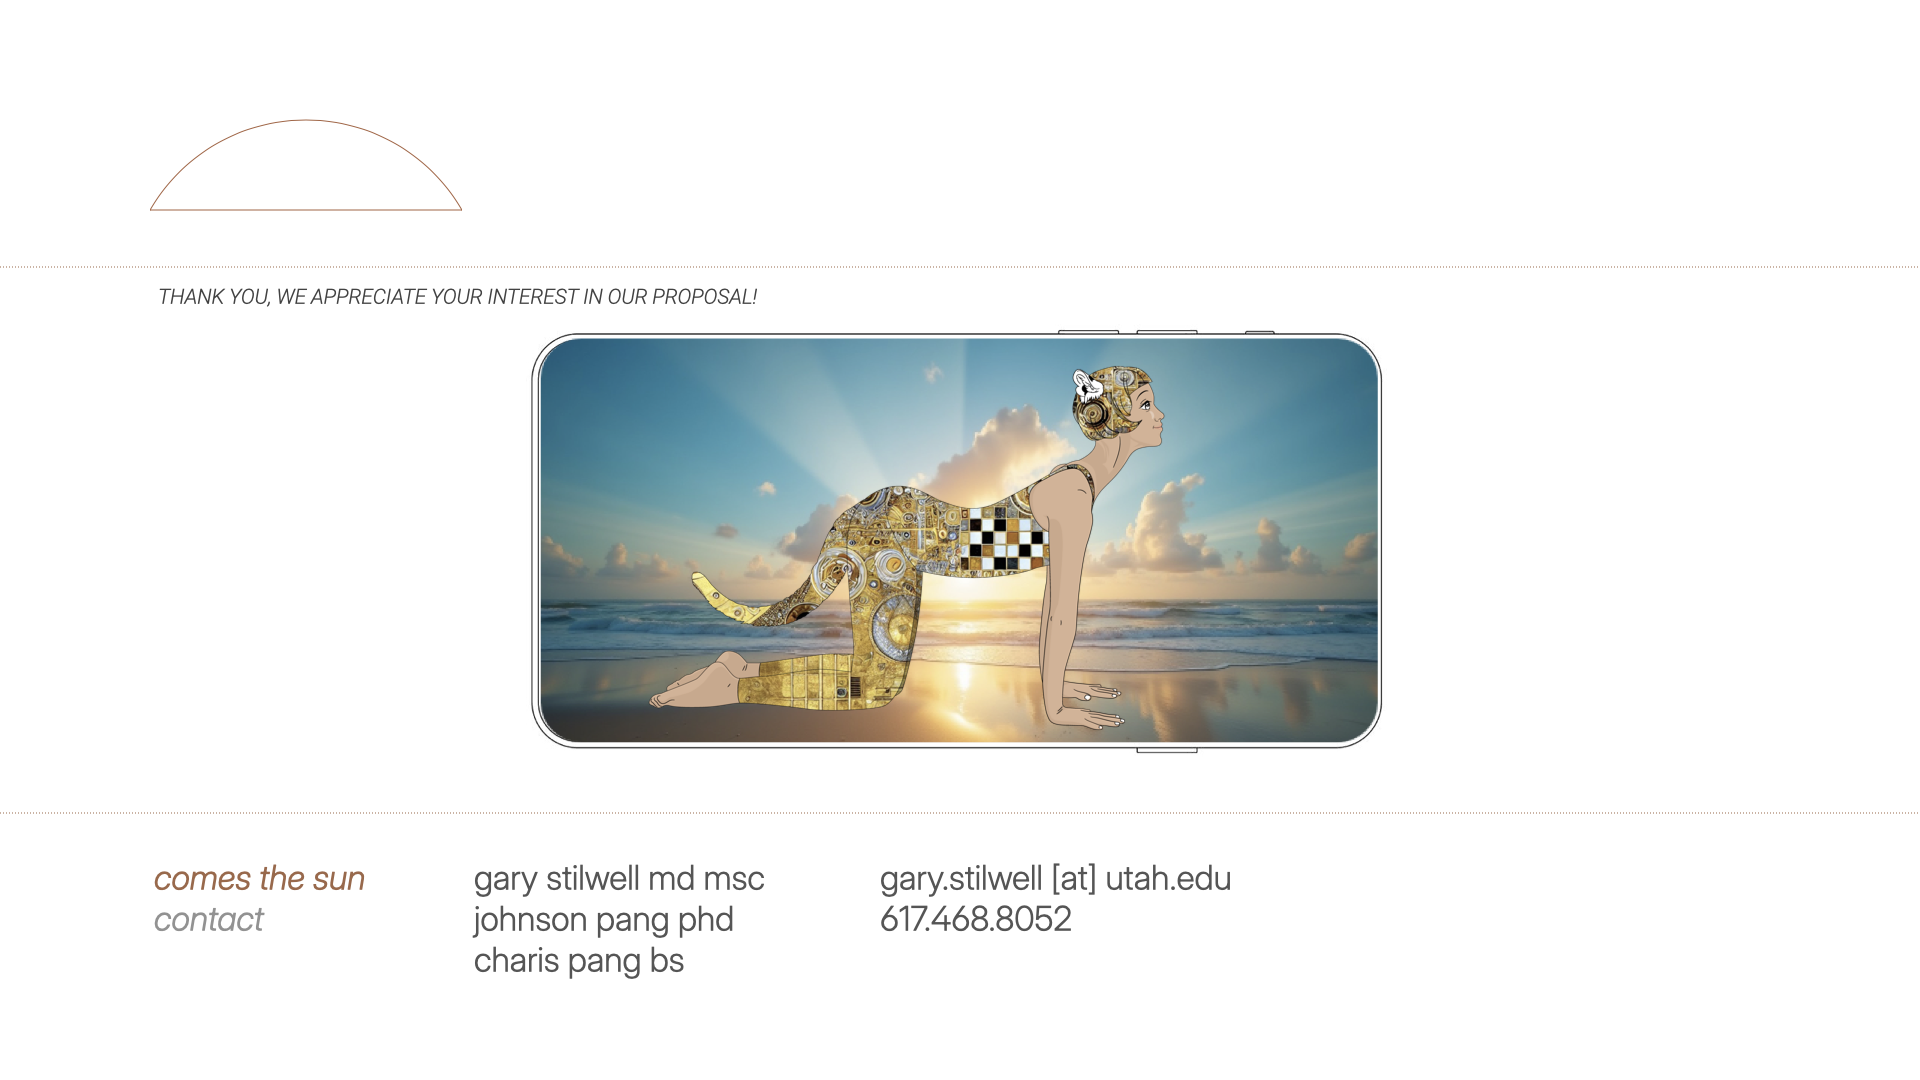 THANK YOU, WE APPRECIATE YOUR INTEREST IN OUR PROPOSAL!
comes the sun
contact
gary stilwell md msc
johnson pang phd
charis pang bs
gary.stilwell [at] utah.edu
617.468.8052